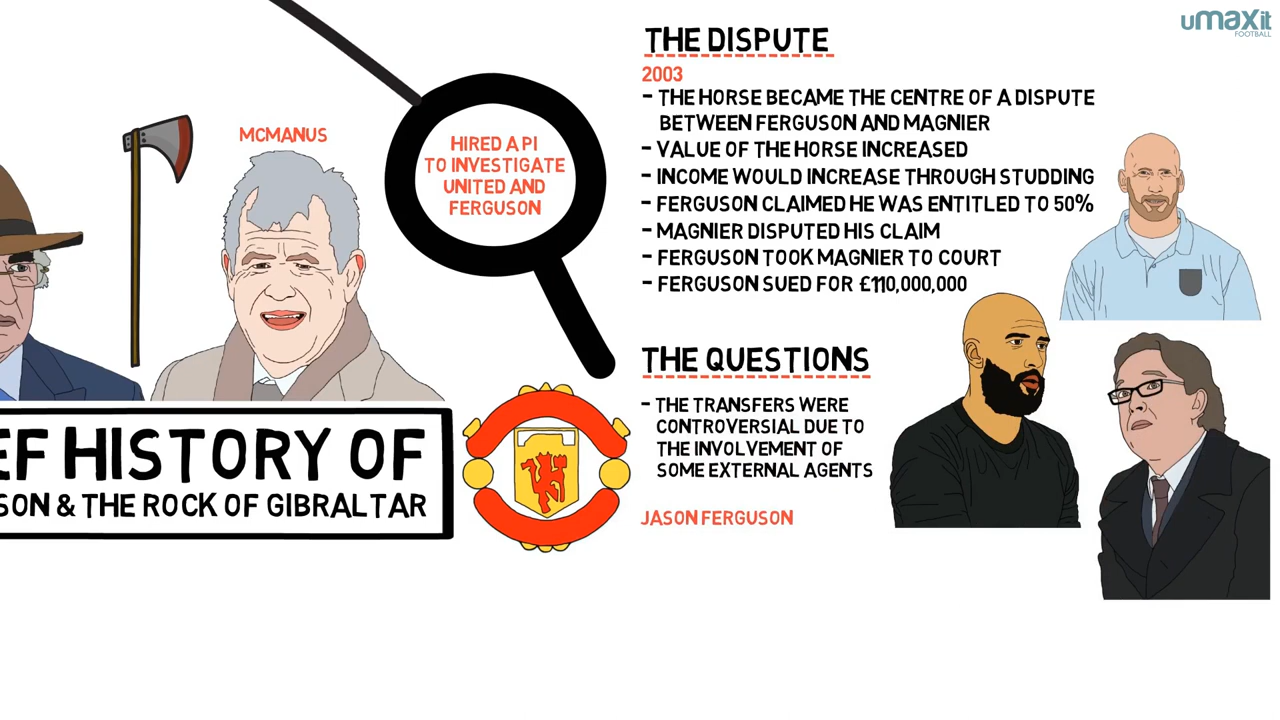 umaxit
FOOTBALL
MCMANUS
HIRED A PI
TO INVESTIGATE
UNITED AND
FERGUSON
EF HISTORY OF
SON & THE ROCK OF GIBRALTAR
THE DISPUTE
2003
- THE HORSE BECAME THE CENTRE OF A DISPUTE
BETWEEN FERGUSON AND MAGNIER
- VALUE OF THE HORSE INCREASED
- INCOME WOULD INCREASE THROUGH STUDDING
- FERGUSON CLAIMED HE WAS ENTITLED TO 50%
- MAGNIER DISPUTED HIS CLAIM
- FERGUSON TOOK MAGNIER TO COURT
- FERGUSON SUED FOR £110,000,000
THE QUESTIONS
- THE TRANSFERS WERE
CONTROVERSIAL DUE TO
THE INVOLVEMENT OF
SOME EXTERNAL AGENTS
JASON FERGUSON